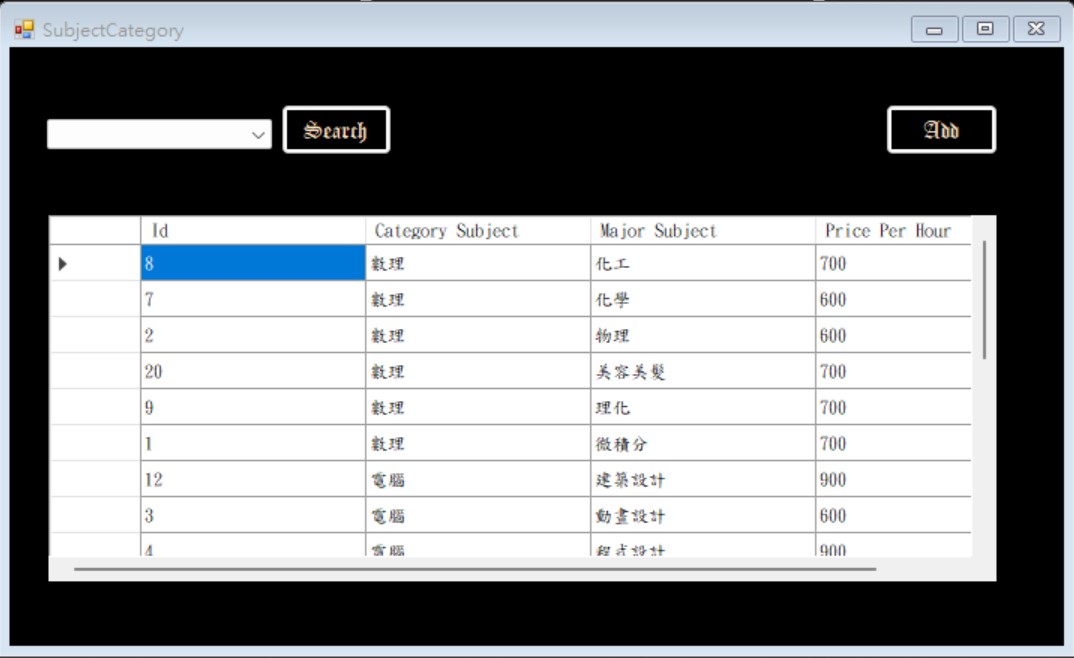 SubjectCategory
Search
Add
Id Category Subject Major Subject Price Per Hour
8 數理 化工 700
7 數理 化學 600
2 數理 物理 600
20 數理 美容美髮 700
9 數理 理化 700
1 數理 微積分 700
12 電腦 建築設計 900
3 電腦 動畫設計 600
4 電腦 程式設計 900